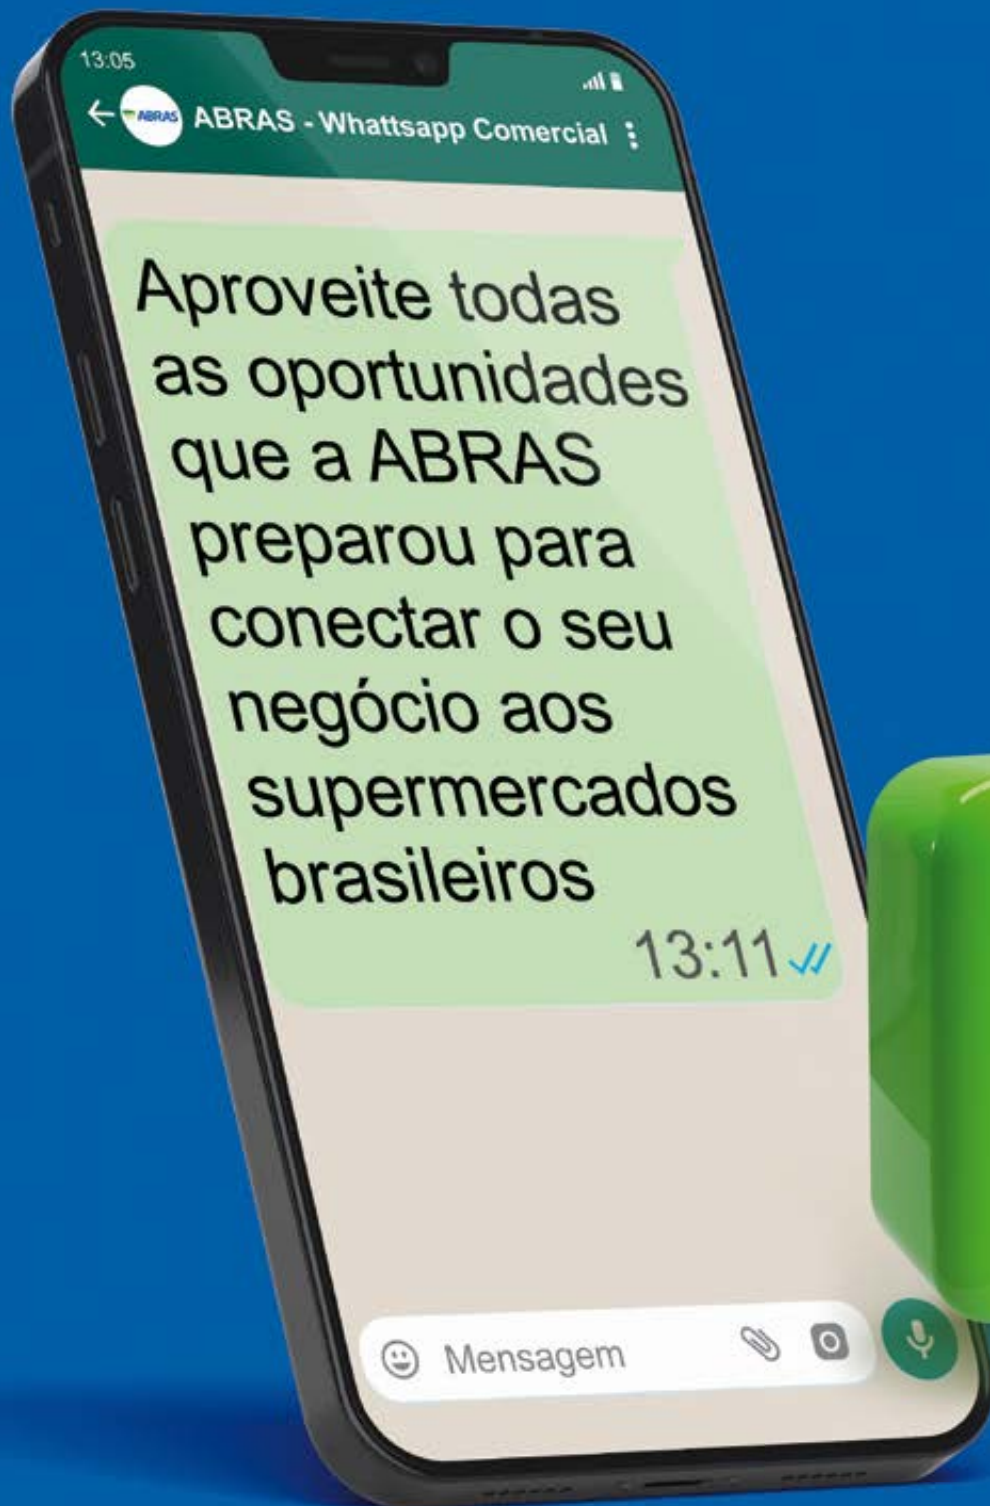 13:05
ABRAS
ABRAS - Whattsapp Comercial
Aproveite todas
as oportunidades
que a ABRAS
preparou para
conectar o seu
negócio aos
supermercados
brasileiros
13:11
Mensagem